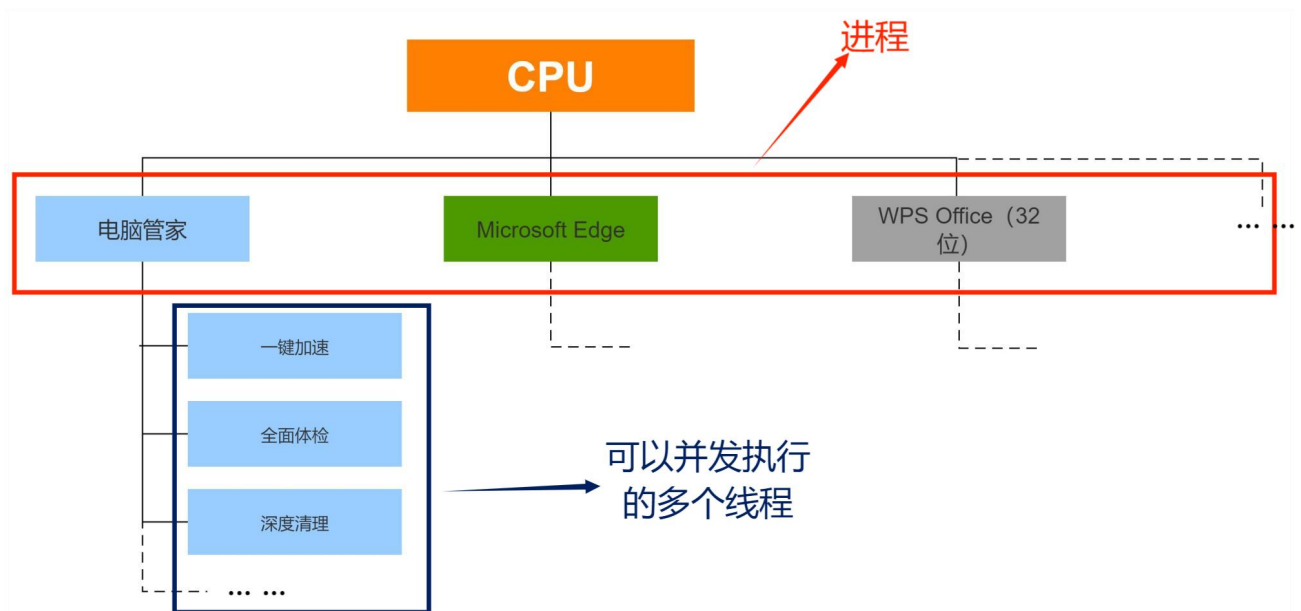 进程
CPU
电脑管家
Microsoft Edge
WPS Office（32
位）
... ...
一键加速
全面体检
可以并发执行
的多个线程
深度清理
... ...